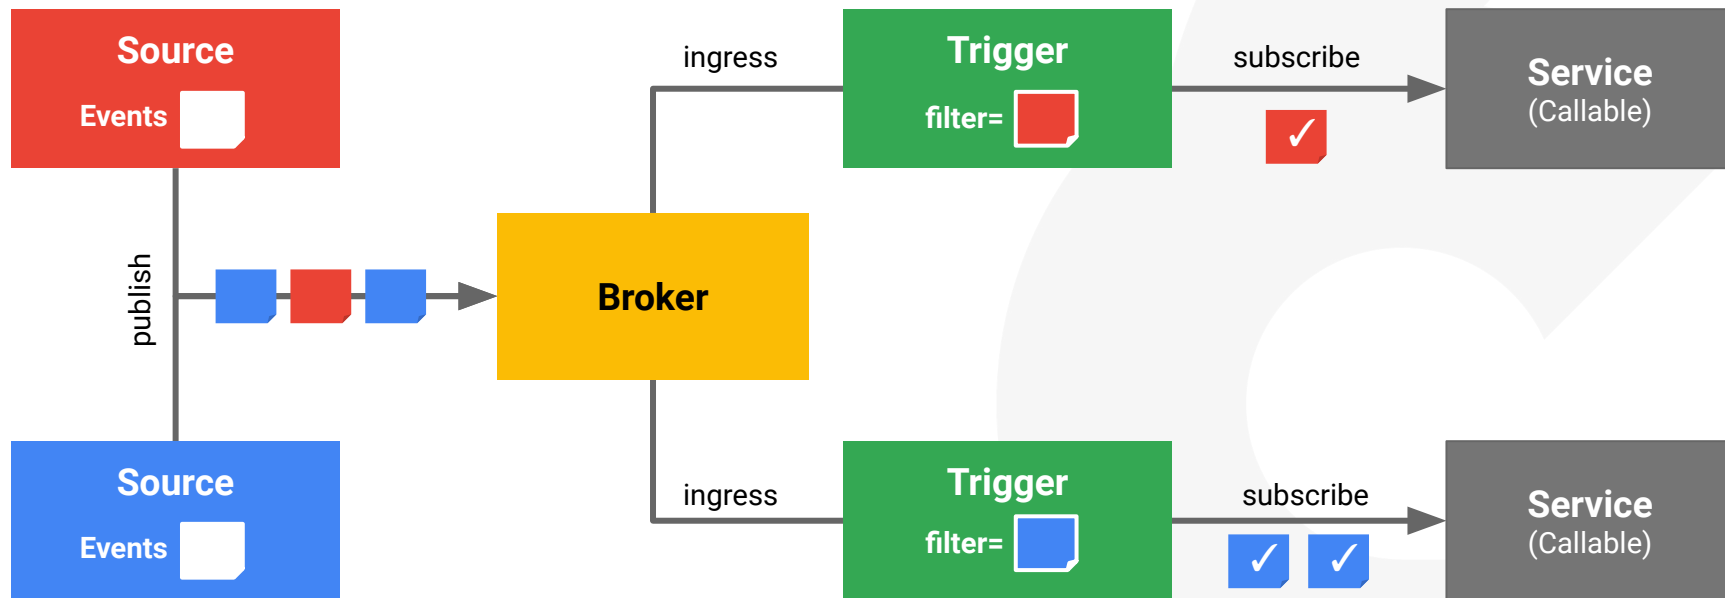 Source
Events
ingress
Trigger
filter=
subscribe
✓
Service
(Callable)
publish
Broker
Source
Events
ingress
Trigger
filter=
subscribe
✓ ✓
Service
(Callable)